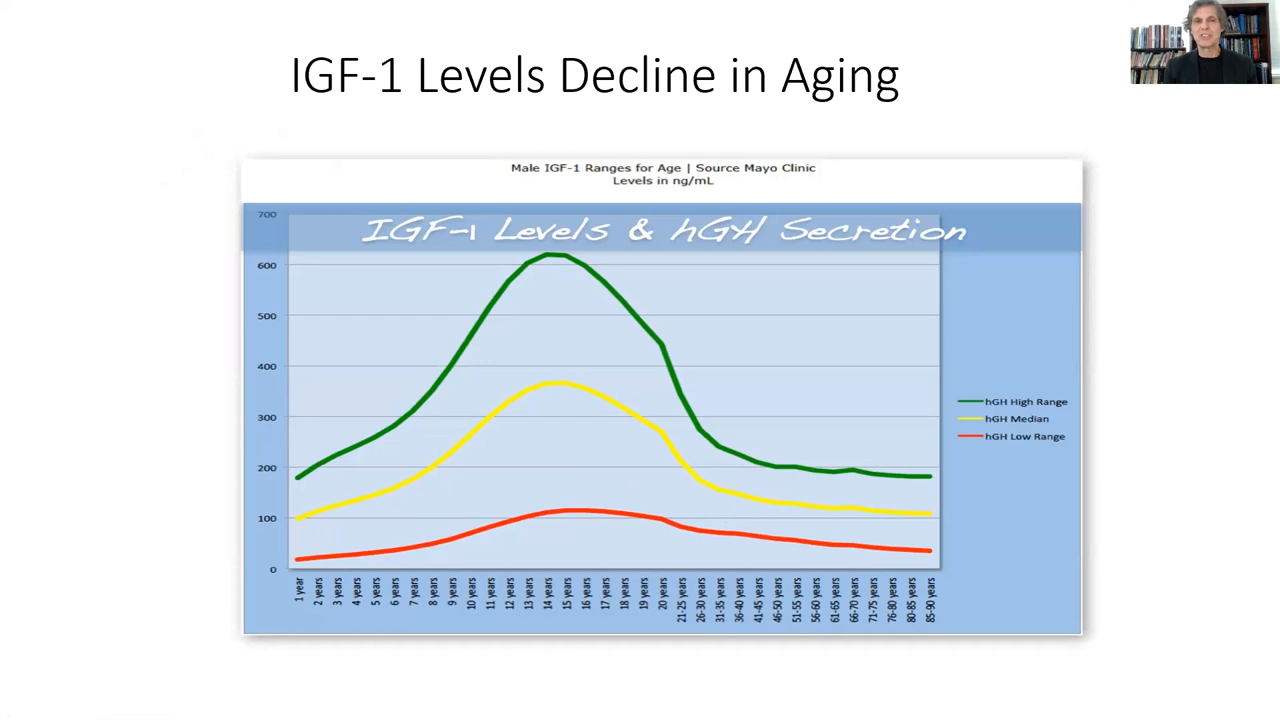 IGF-1 Levels Decline in Aging
Male IGF-1 Ranges for Age | Source Mayo Clinic
Levels in ng/mL
IGF-1 Levels & hGH Secretion
700
600
500
400
300
200
100
0
hGH High Range
hGH Median
hGH Low Range
1 year
2 years
3 years
4 years
5 years
6 years
7 years
8 years
9 years
10 years
11 years
12 years
13 years
14 years
15 years
16 years
17 years
18 years
19 years
20 years
21-25 years
26-30 years
31-35 years
36-40 years
41-45 years
46-50 years
51-55 years
56-60 years
61-65 years
66-70 years
71-75 years
76-80 years
80-85 years
85-90 years